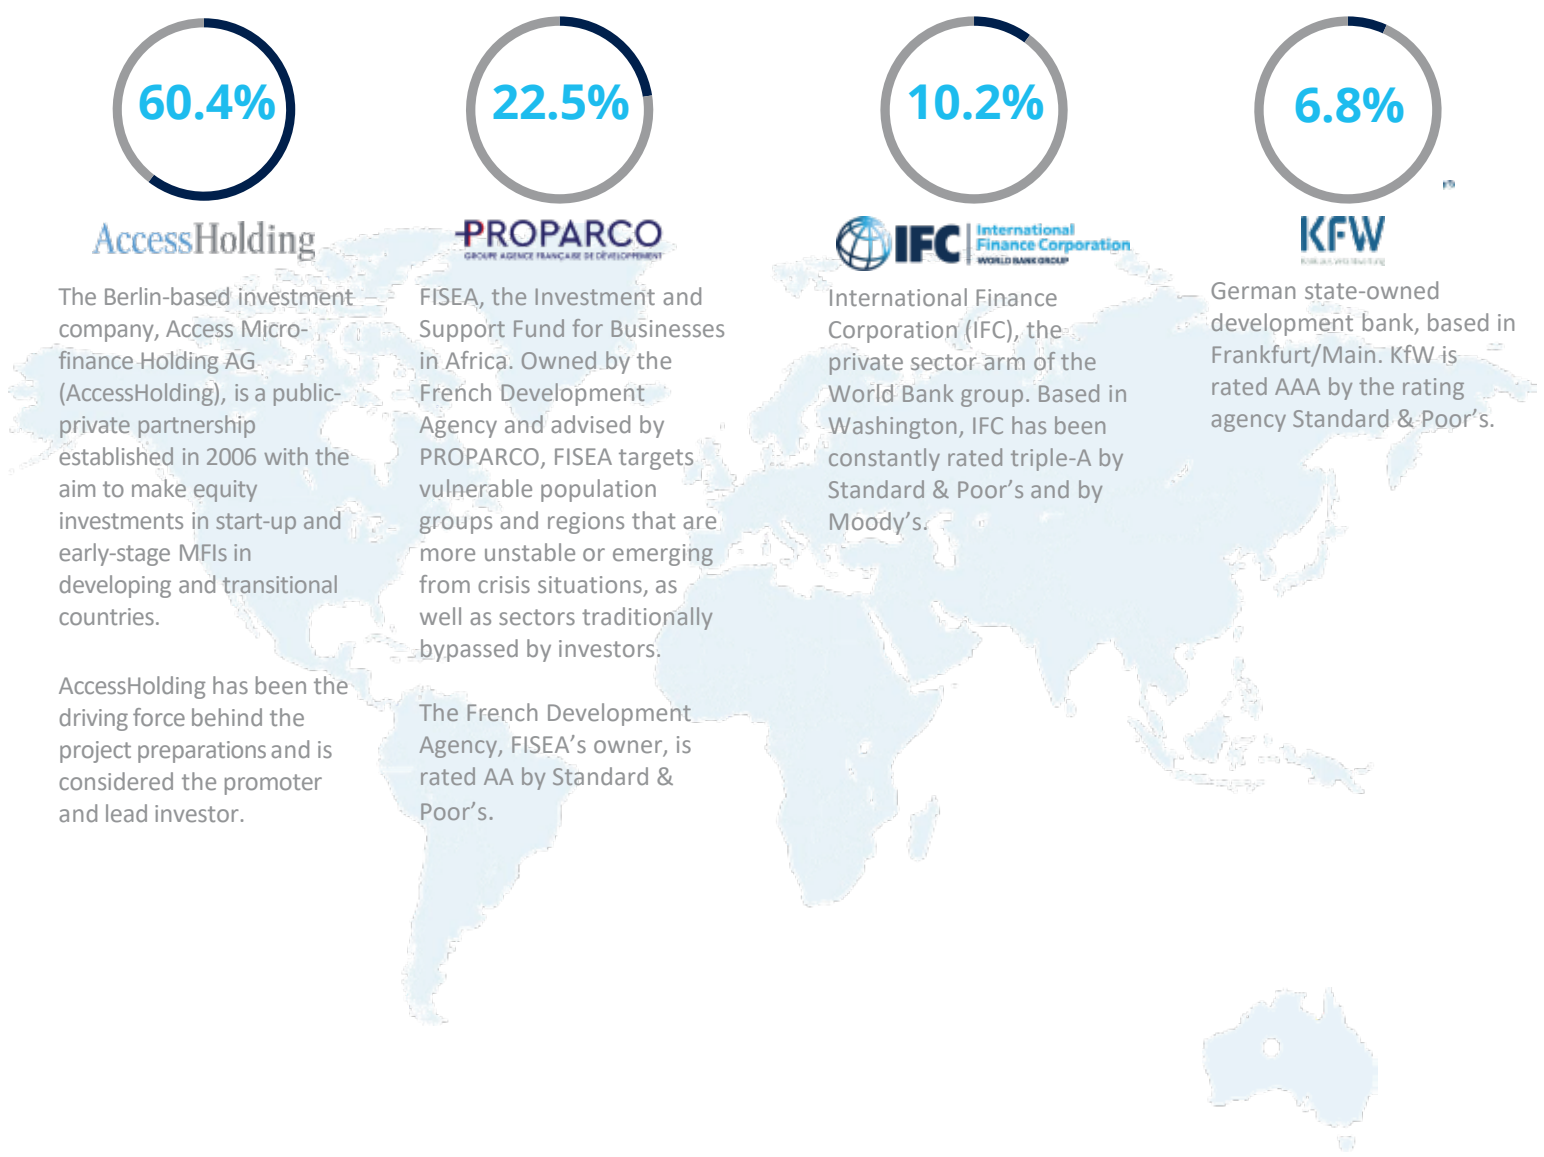 60.4%
AccessHolding
The Berlin-based investment
company, Access Micro-
finance Holding AG
(AccessHolding), is a public-
private partnership
established in 2006 with the
aim to make equity
investments in start-up and
early-stage MFIs in
developing and transitional
countries.
AccessHolding has been the
driving force behind the
project preparations and is
considered the promoter
and lead investor.
22.5%
PROPARCO
GROUPE AGENCE FRANÇAISE DE DÉVELOPPEMENT
FISEA, the Investment and
Support Fund for Businesses
in Africa. Owned by the
French Development
Agency and advised by
PROPARCO, FISEA targets
vulnerable population
groups and regions that are
more unstable or emerging
from crisis situations, as
well as sectors traditionally
bypassed by investors.
The French Development
Agency, FISEA’s owner, is
rated AA by Standard &
Poor’s.
10.2%
IFC
International
Finance Corporation
WORLD BANK GROUP
International Finance
Corporation (IFC), the
private sector arm of the
World Bank group. Based in
Washington, IFC has been
constantly rated triple-A by
Standard & Poor’s and by
Moody’s.
6.8%
KFW
German state-owned
development bank, based in
Frankfurt/Main. KfW is
rated AAA by the rating
agency Standard & Poor’s.